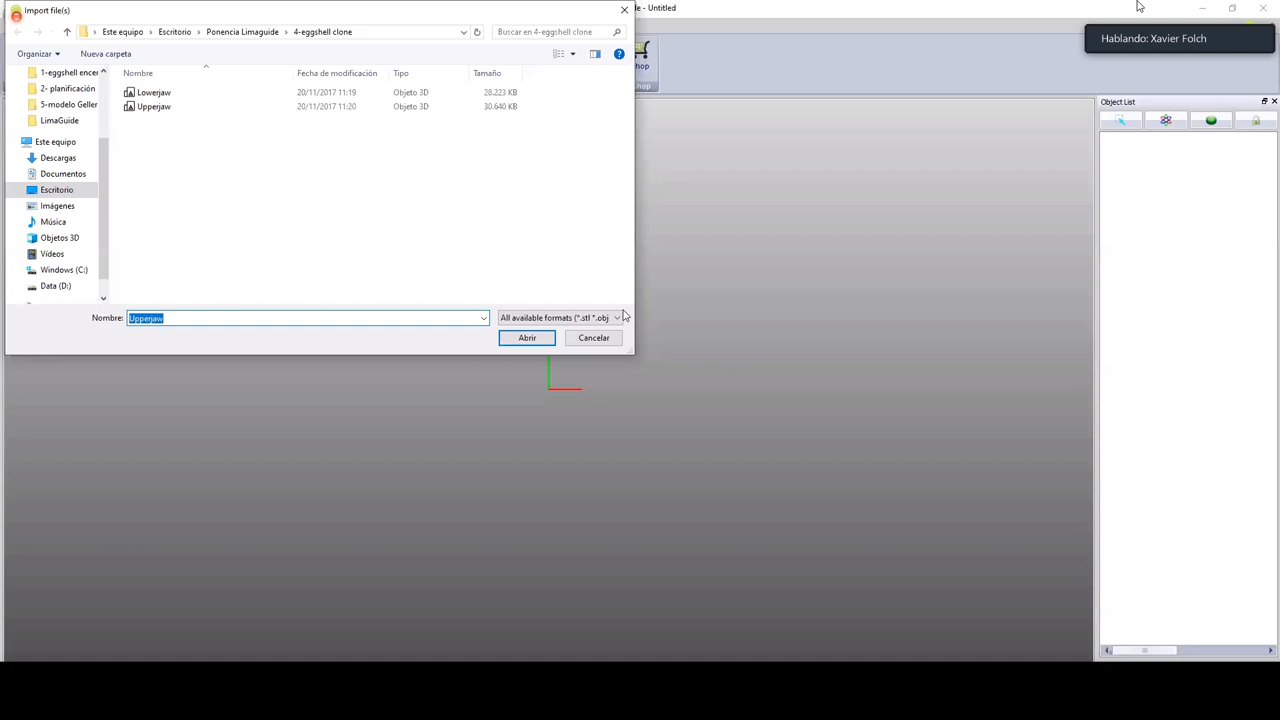 Import file(s)
le - Untitled
Este equipo > Escritorio > Ponencia Limaguide > 4-eggshell clone
Buscar en 4-eggshell clone
Hablando: Xavier Folch
Organizar
Nueva carpeta
hop
hop
Nombre
Fecha de modificación
Tipo
Tamaño
1-eggshell encer
2- planificación
5-modelo Geller
LimaGuide
Este equipo
Descargas
Documentos
Escritorio
Imágenes
Música
Objetos 3D
Vídeos
Windows (C:)
Data (D:)
Lowerjaw 20/11/2017 11:19 Objeto 3D 28.223 KB
Upperjaw 20/11/2017 11:20 Objeto 3D 30.640 KB
Object List
Nombre: Upperjaw
All available formats (*.stl *.obj
Abrir
Cancelar